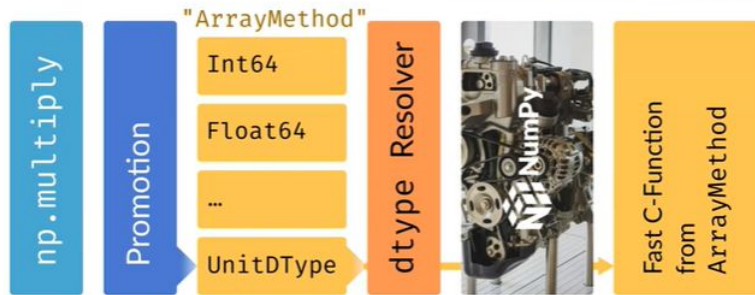 "ArrayMethod"
np.multiply
Promotion
Int64
Float64
…
UnitDType
dtype Resolver
NumPy
Fast C-Function
from
ArrayMethod